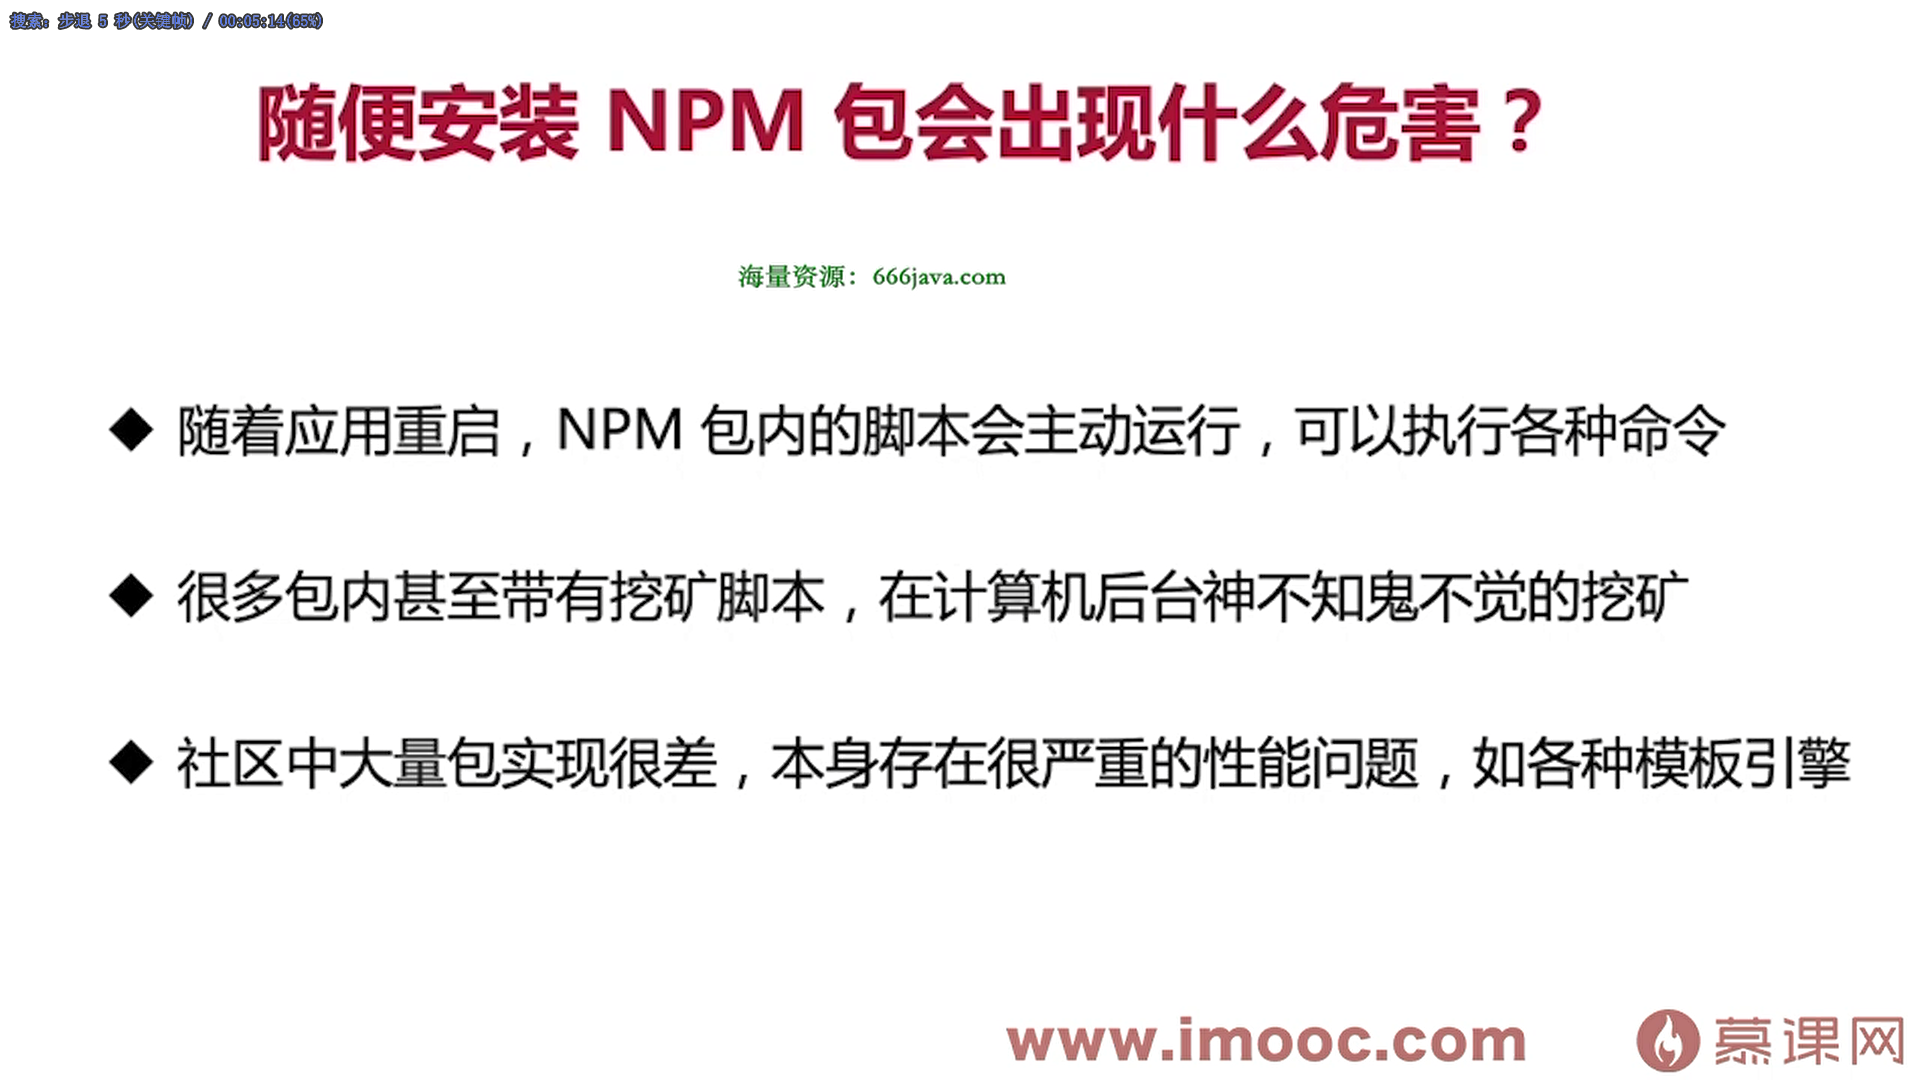 搜索: 步退 5 秒(关键帧) / 00:05:14(65%)
随便安装 NPM 包会出现什么危害？
海量资源：666java.com
◆ 随着应用重启，NPM 包内的脚本会主动运行，可以执行各种命令
◆ 很多包内甚至带有挖矿脚本，在计算机后台神不知鬼不觉的挖矿
◆ 社区中大量包实现很差，本身存在很严重的性能问题，如各种模板引擎
www.imooc.com 慕课网